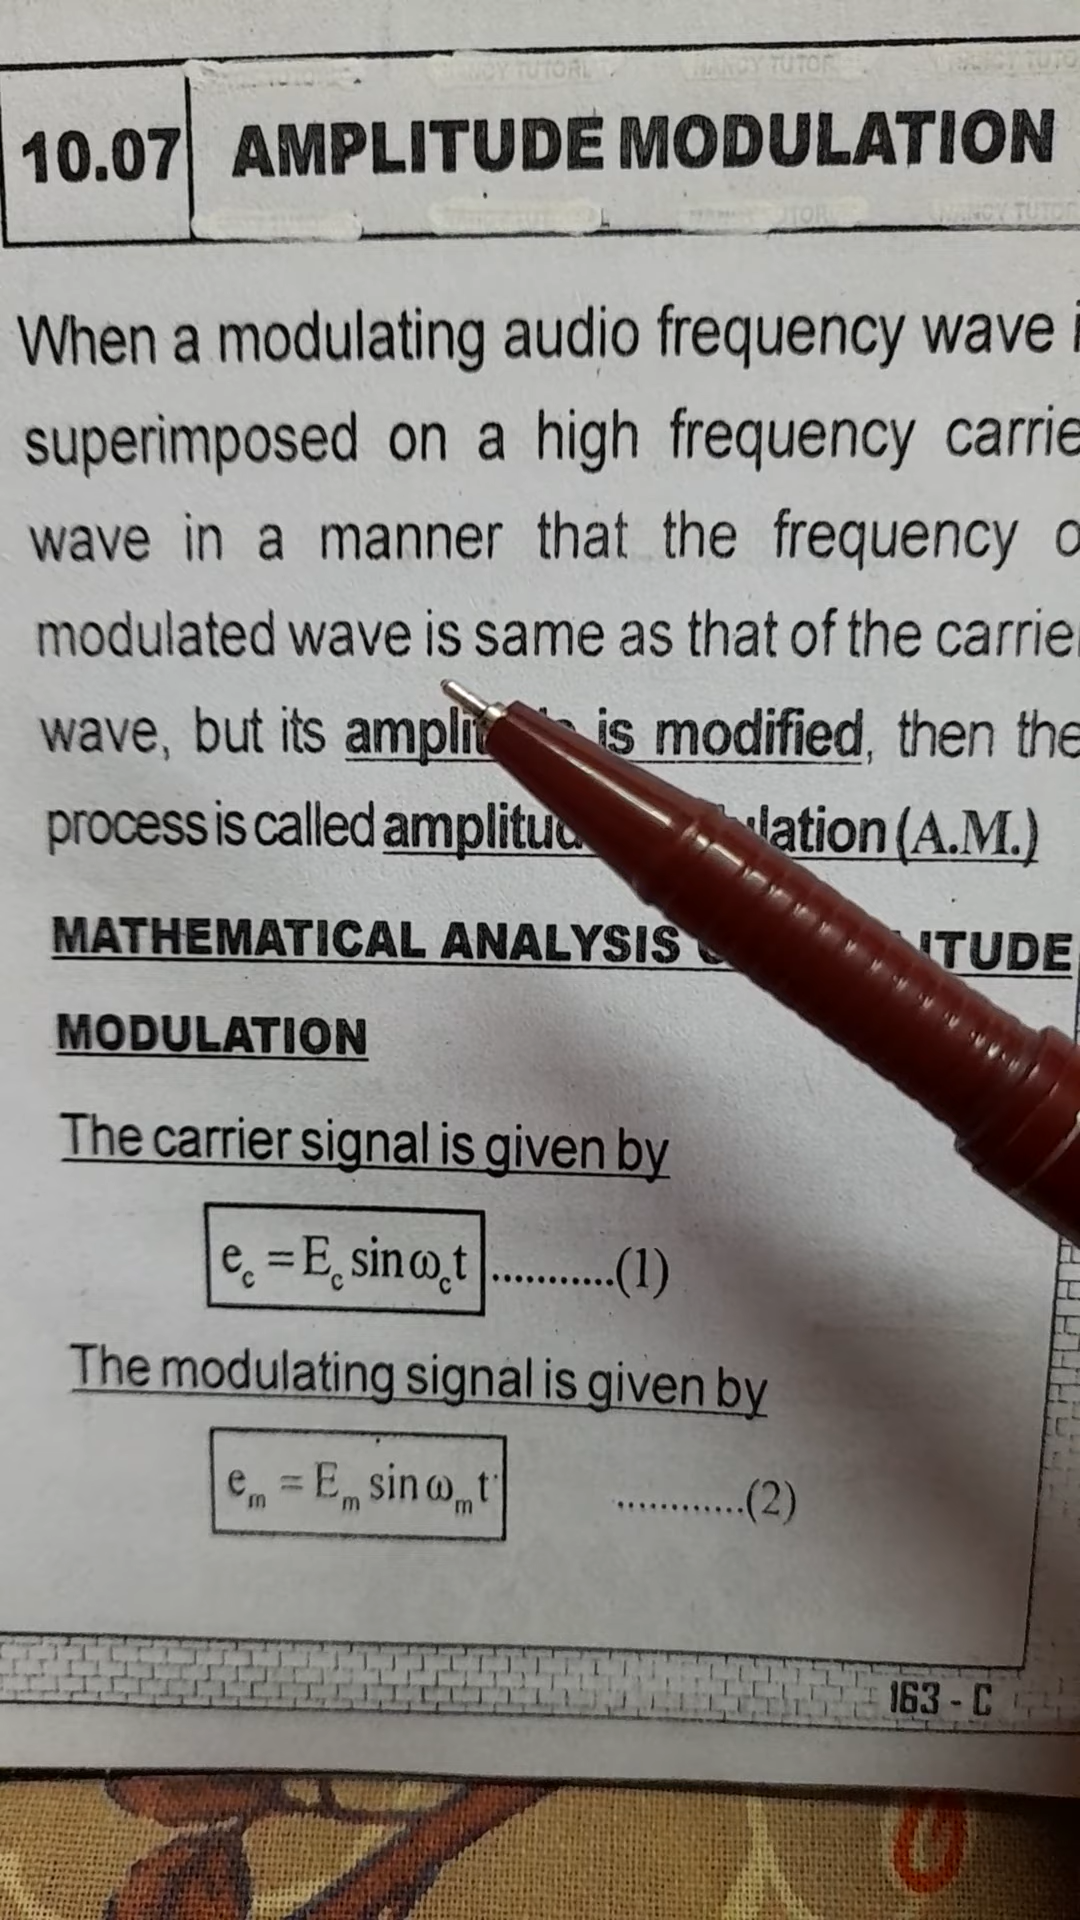 10.07 AMPLITUDE MODULATION
When a modulating audio frequency wave
superimposed on a high frequency carrie
wave in a manner that the frequency o
modulated wave is same as that of the carrie
wave, but its is modified, then the
process is called (A.M.)
MATHEMATICAL ANALYSIS
MODULATION
The carrier signal is given by
e_c = E_c sin ω_c t ...........(1)
The modulating signal is given by
e_m = E_m sin ω_m t ............(2)
163 - C